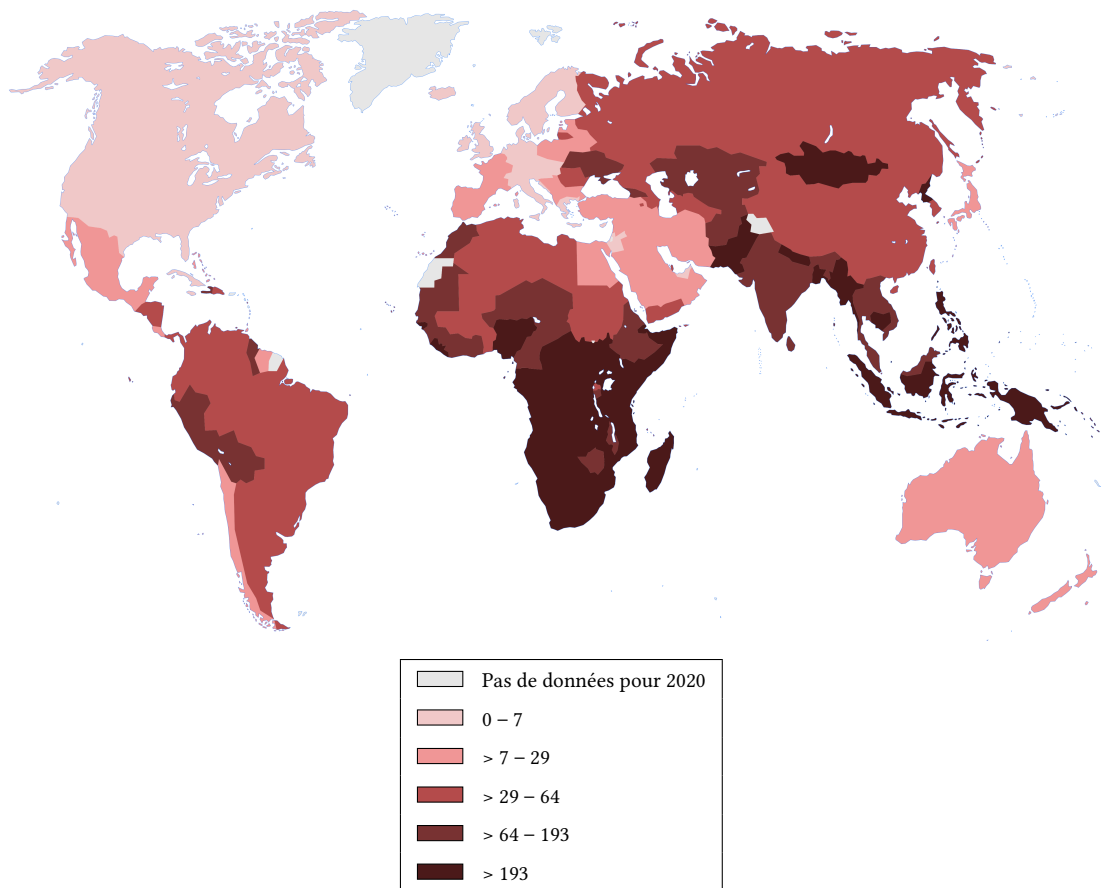 Pas de données pour 2020
0 – 7
> 7 – 29
> 29 – 64
> 64 – 193
> 193